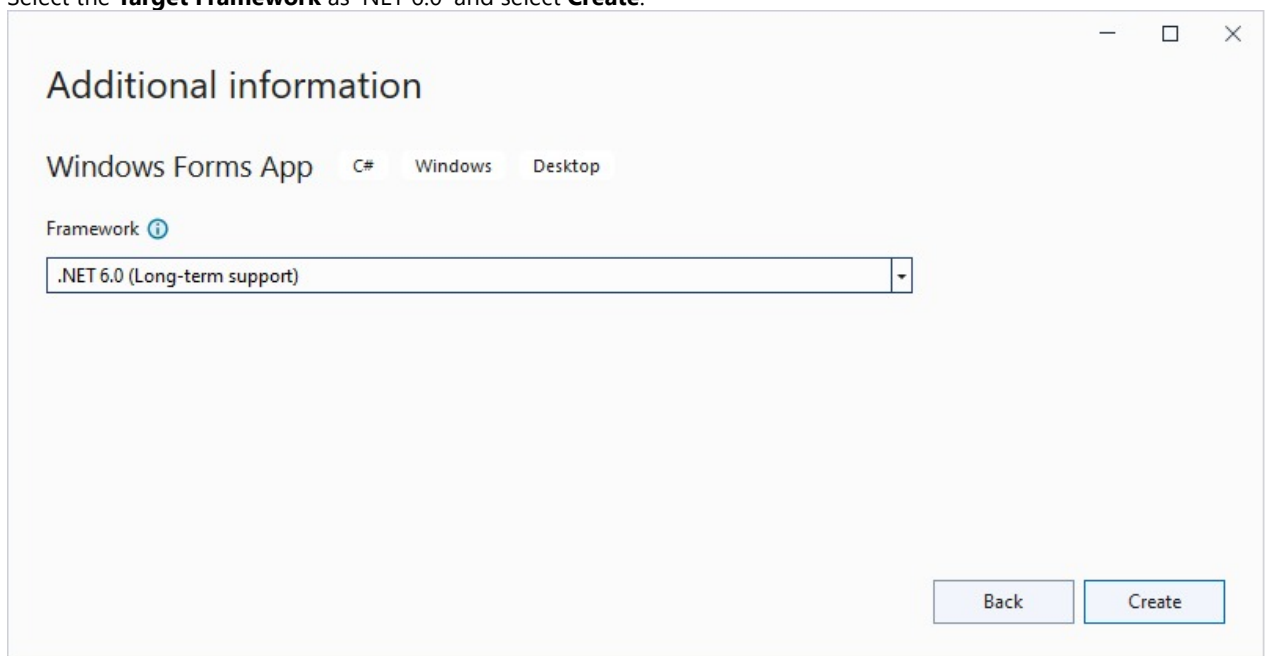 Select the Target Framework as 'NET 6.0' and select Create.
Additional information
Windows Forms App C# Windows Desktop
Framework
.NET 6.0 (Long-term support)
Back Create